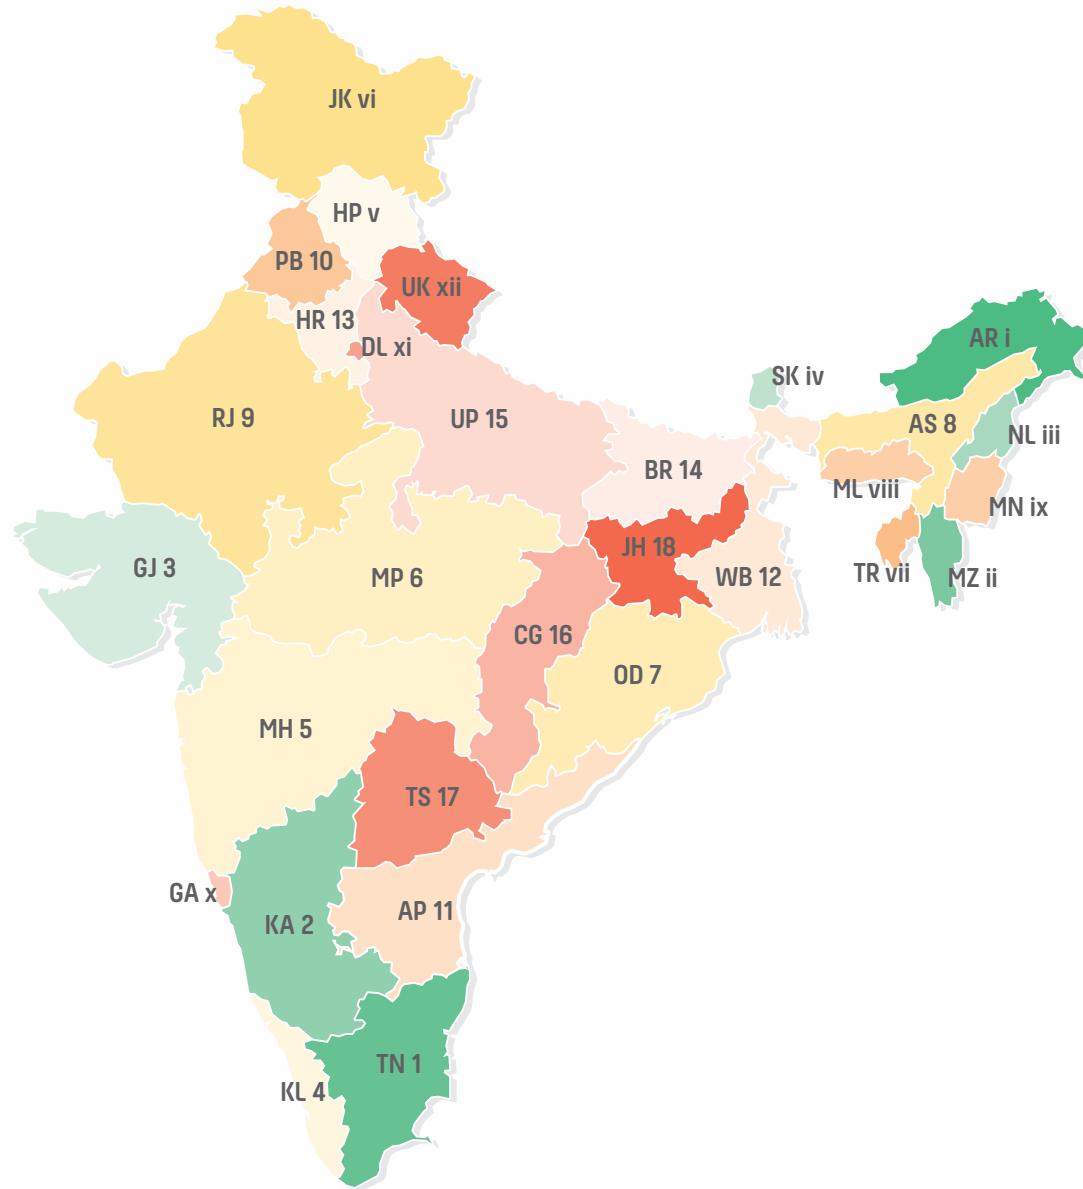 JK vi
HP v
PB 10
UK xii
HR 13
DL xi
AR i
SK iv
RJ 9
UP 15
AS 8
NL iii
BR 14
ML viii
MN ix
JH 18
GJ 3
MP 6
WB 12
TR vii
MZ ii
CG 16
OD 7
MH 5
TS 17
GA x
AP 11
KA 2
TN 1
KL 4